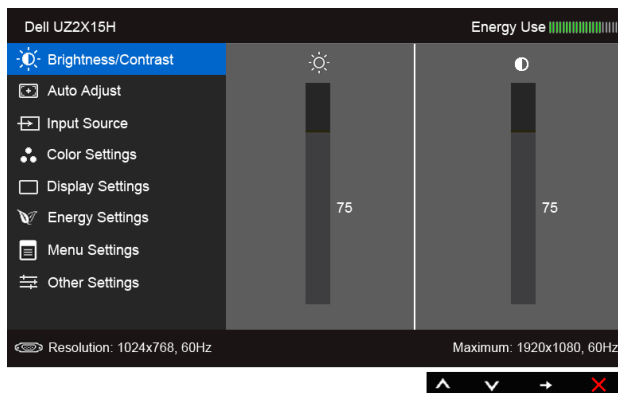 Dell UZ2X15H Energy Use
Brightness/Contrast
Auto Adjust
Input Source
Color Settings
Display Settings
75 75
Energy Settings
Menu Settings
Other Settings
Resolution: 1024x768, 60Hz Maximum: 1920x1080, 60Hz